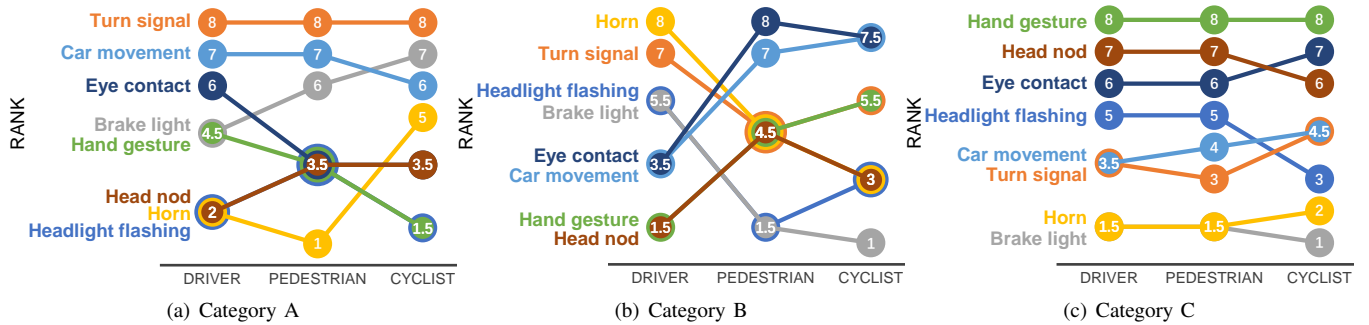 RANK
Turn signal
Car movement
Eye contact
Brake light
Hand gesture
Head nod
Horn
Headlight flashing
8 8 8
7 7 7
6 6 6
4.5 5
3.5 3.5
2 1 1.5
DRIVER PEDESTRIAN CYCLIST
(a) Category A
RANK
Horn
Turn signal
Headlight flashing
Brake light
Eye contact
Car movement
Hand gesture
Head nod
8 8 7.5
7 7
5.5 5.5
4.5
3.5 3
1.5 1.5 1
DRIVER PEDESTRIAN CYCLIST
(b) Category B
RANK
Hand gesture
Head nod
Eye contact
Headlight flashing
Car movement
Turn signal
Horn
Brake light
8 8 8
7 7 7
6 6 6
5 5 4.5
3.5 4
3 3
1.5 1.5 2
1
DRIVER PEDESTRIAN CYCLIST
(c) Category C